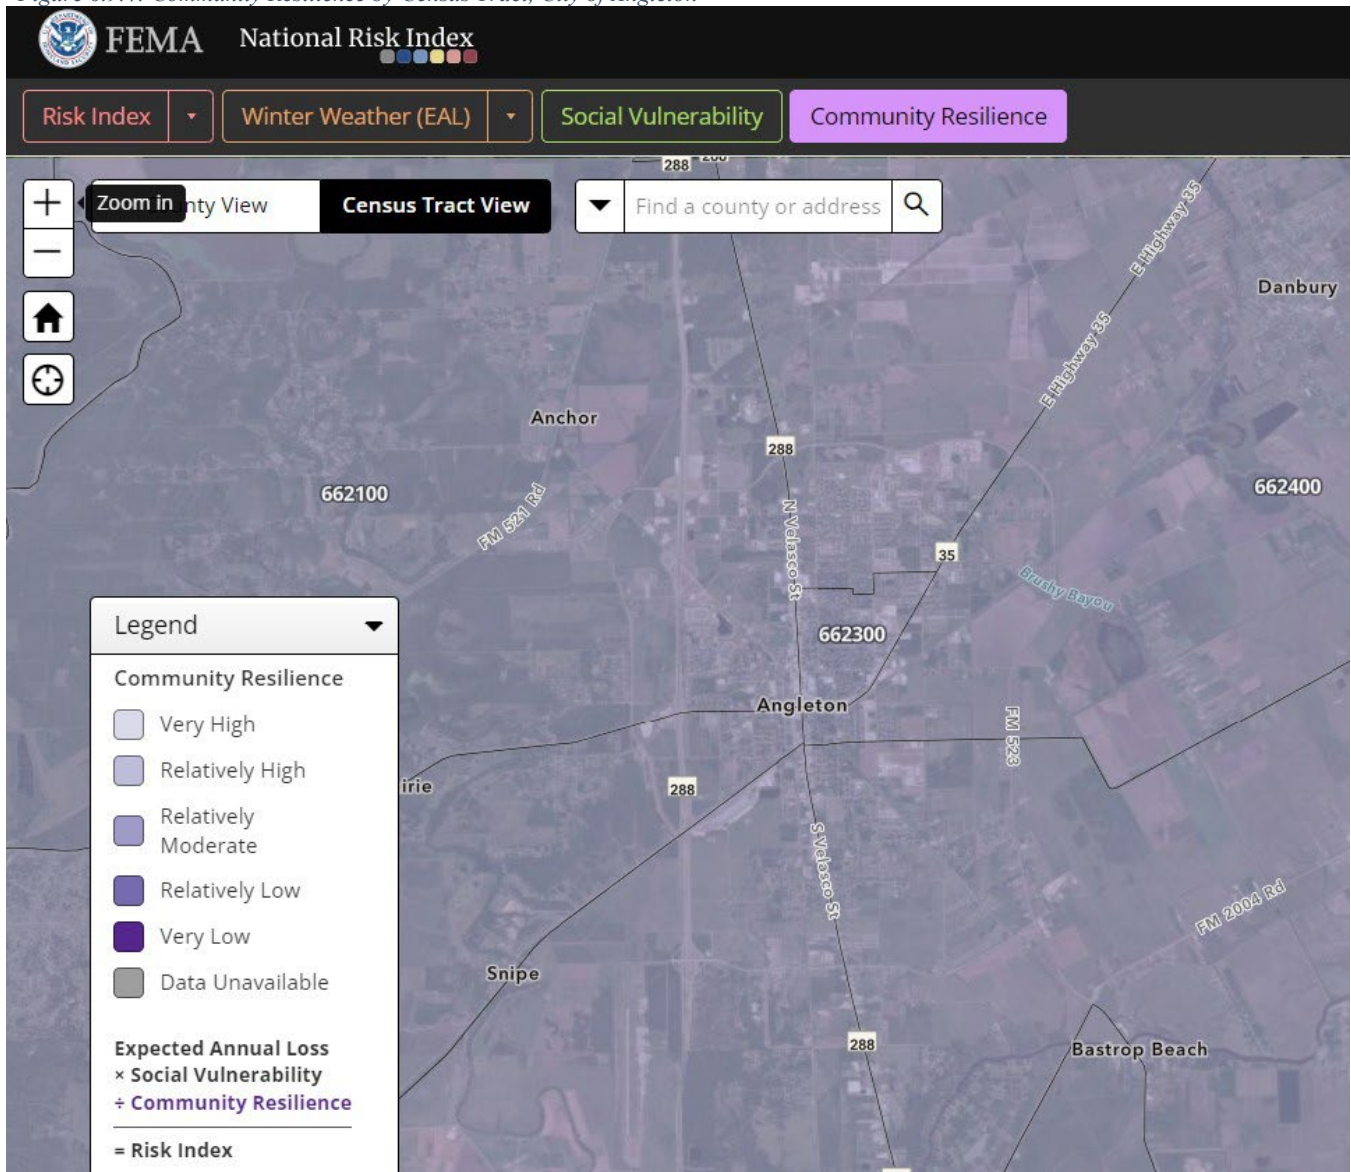 FEMA National Risk Index
Risk Index
Winter Weather (EAL)
Social Vulnerability
Community Resilience
288
Zoom in
nty View
Census Tract View
Find a county or address
E Highway 35
Danbury
E Highway 35
Anchor
288
662100
662400
FM 521 Rd
N Velasco St
35
Brushy Bayou
662300
Angleton
FM 523
irie
288
S Velasco St
FM 2004 Rd
Snipe
288
Bastrop Beach
Legend
Community Resilience
Very High
Relatively High
Relatively
Moderate
Relatively Low
Very Low
Data Unavailable
Expected Annual Loss
× Social Vulnerability
÷ Community Resilience
= Risk Index